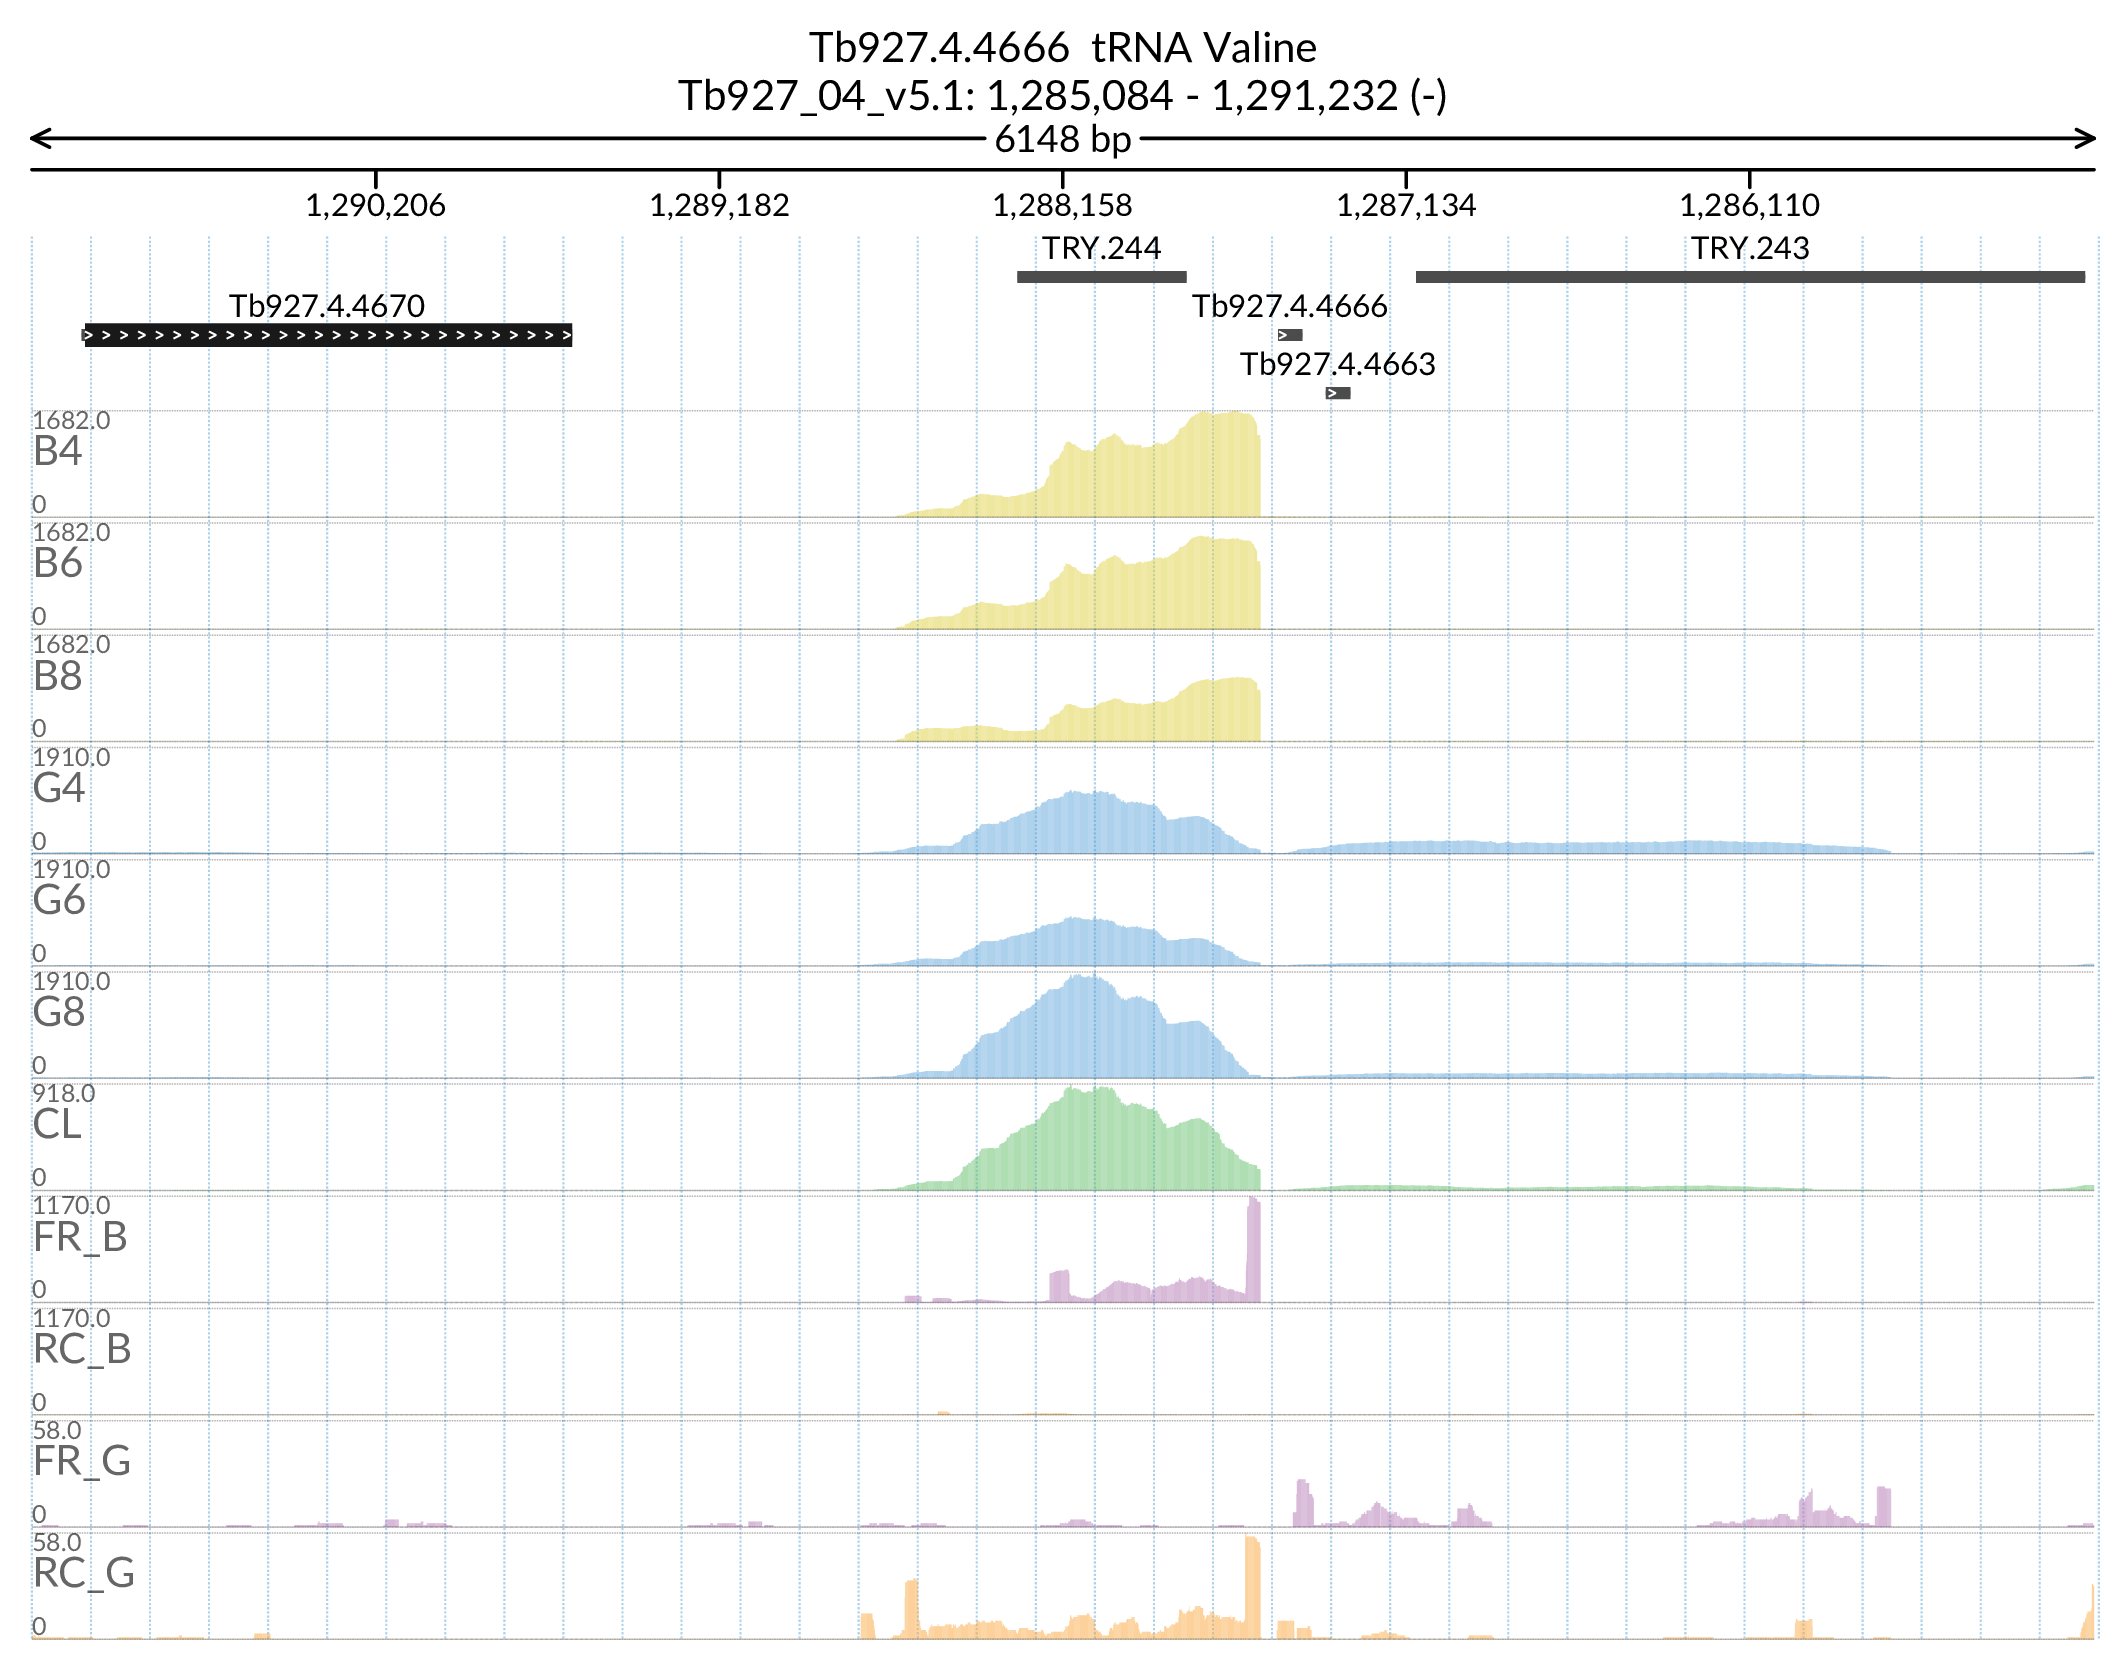 Tb927.4.4666  tRNA Valine
Tb927_04_v5.1: 1,285,084 - 1,291,232 (-)
6148 bp
1,290,206 1,289,182 1,288,158 1,287,134 1,286,110
TRY.244 TRY.243
Tb927.4.4670 Tb927.4.4666
Tb927.4.4663
1682.0
B4
0
1682.0
B6
0
1682.0
B8
0
1910.0
G4
0
1910.0
G6
0
1910.0
G8
0
918.0
CL
0
1170.0
FR_B
0
1170.0
RC_B
0
58.0
FR_G
0
58.0
RC_G
0